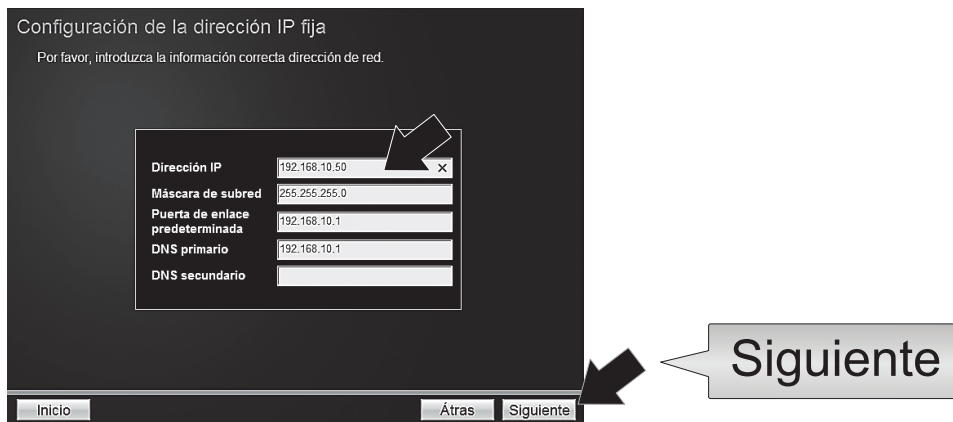 Configuración de la dirección IP fija
Por favor, introduzca la información correcta dirección de red.
Dirección IP 192.168.10.50 ×
Máscara de subred 255.255.255.0
Puerta de enlace
predeterminada 192.168.10.1
DNS primario 192.168.10.1
DNS secundario
Siguiente
Inicio Átras Siguiente